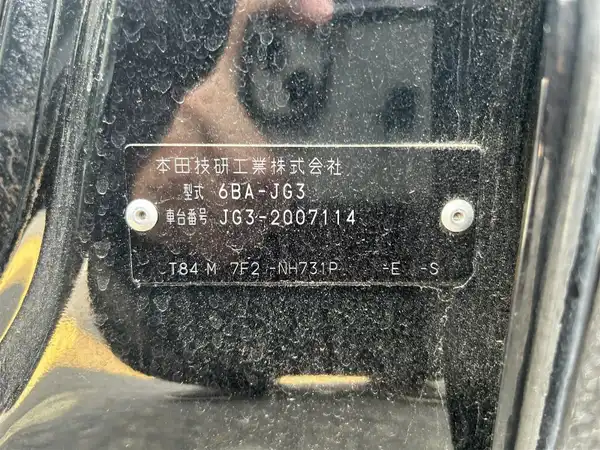 本田技研工業株式会社
型式 6BA-JG3
車台番号 JG3-2007114
T84 M 7F2 -NH731P -E -S